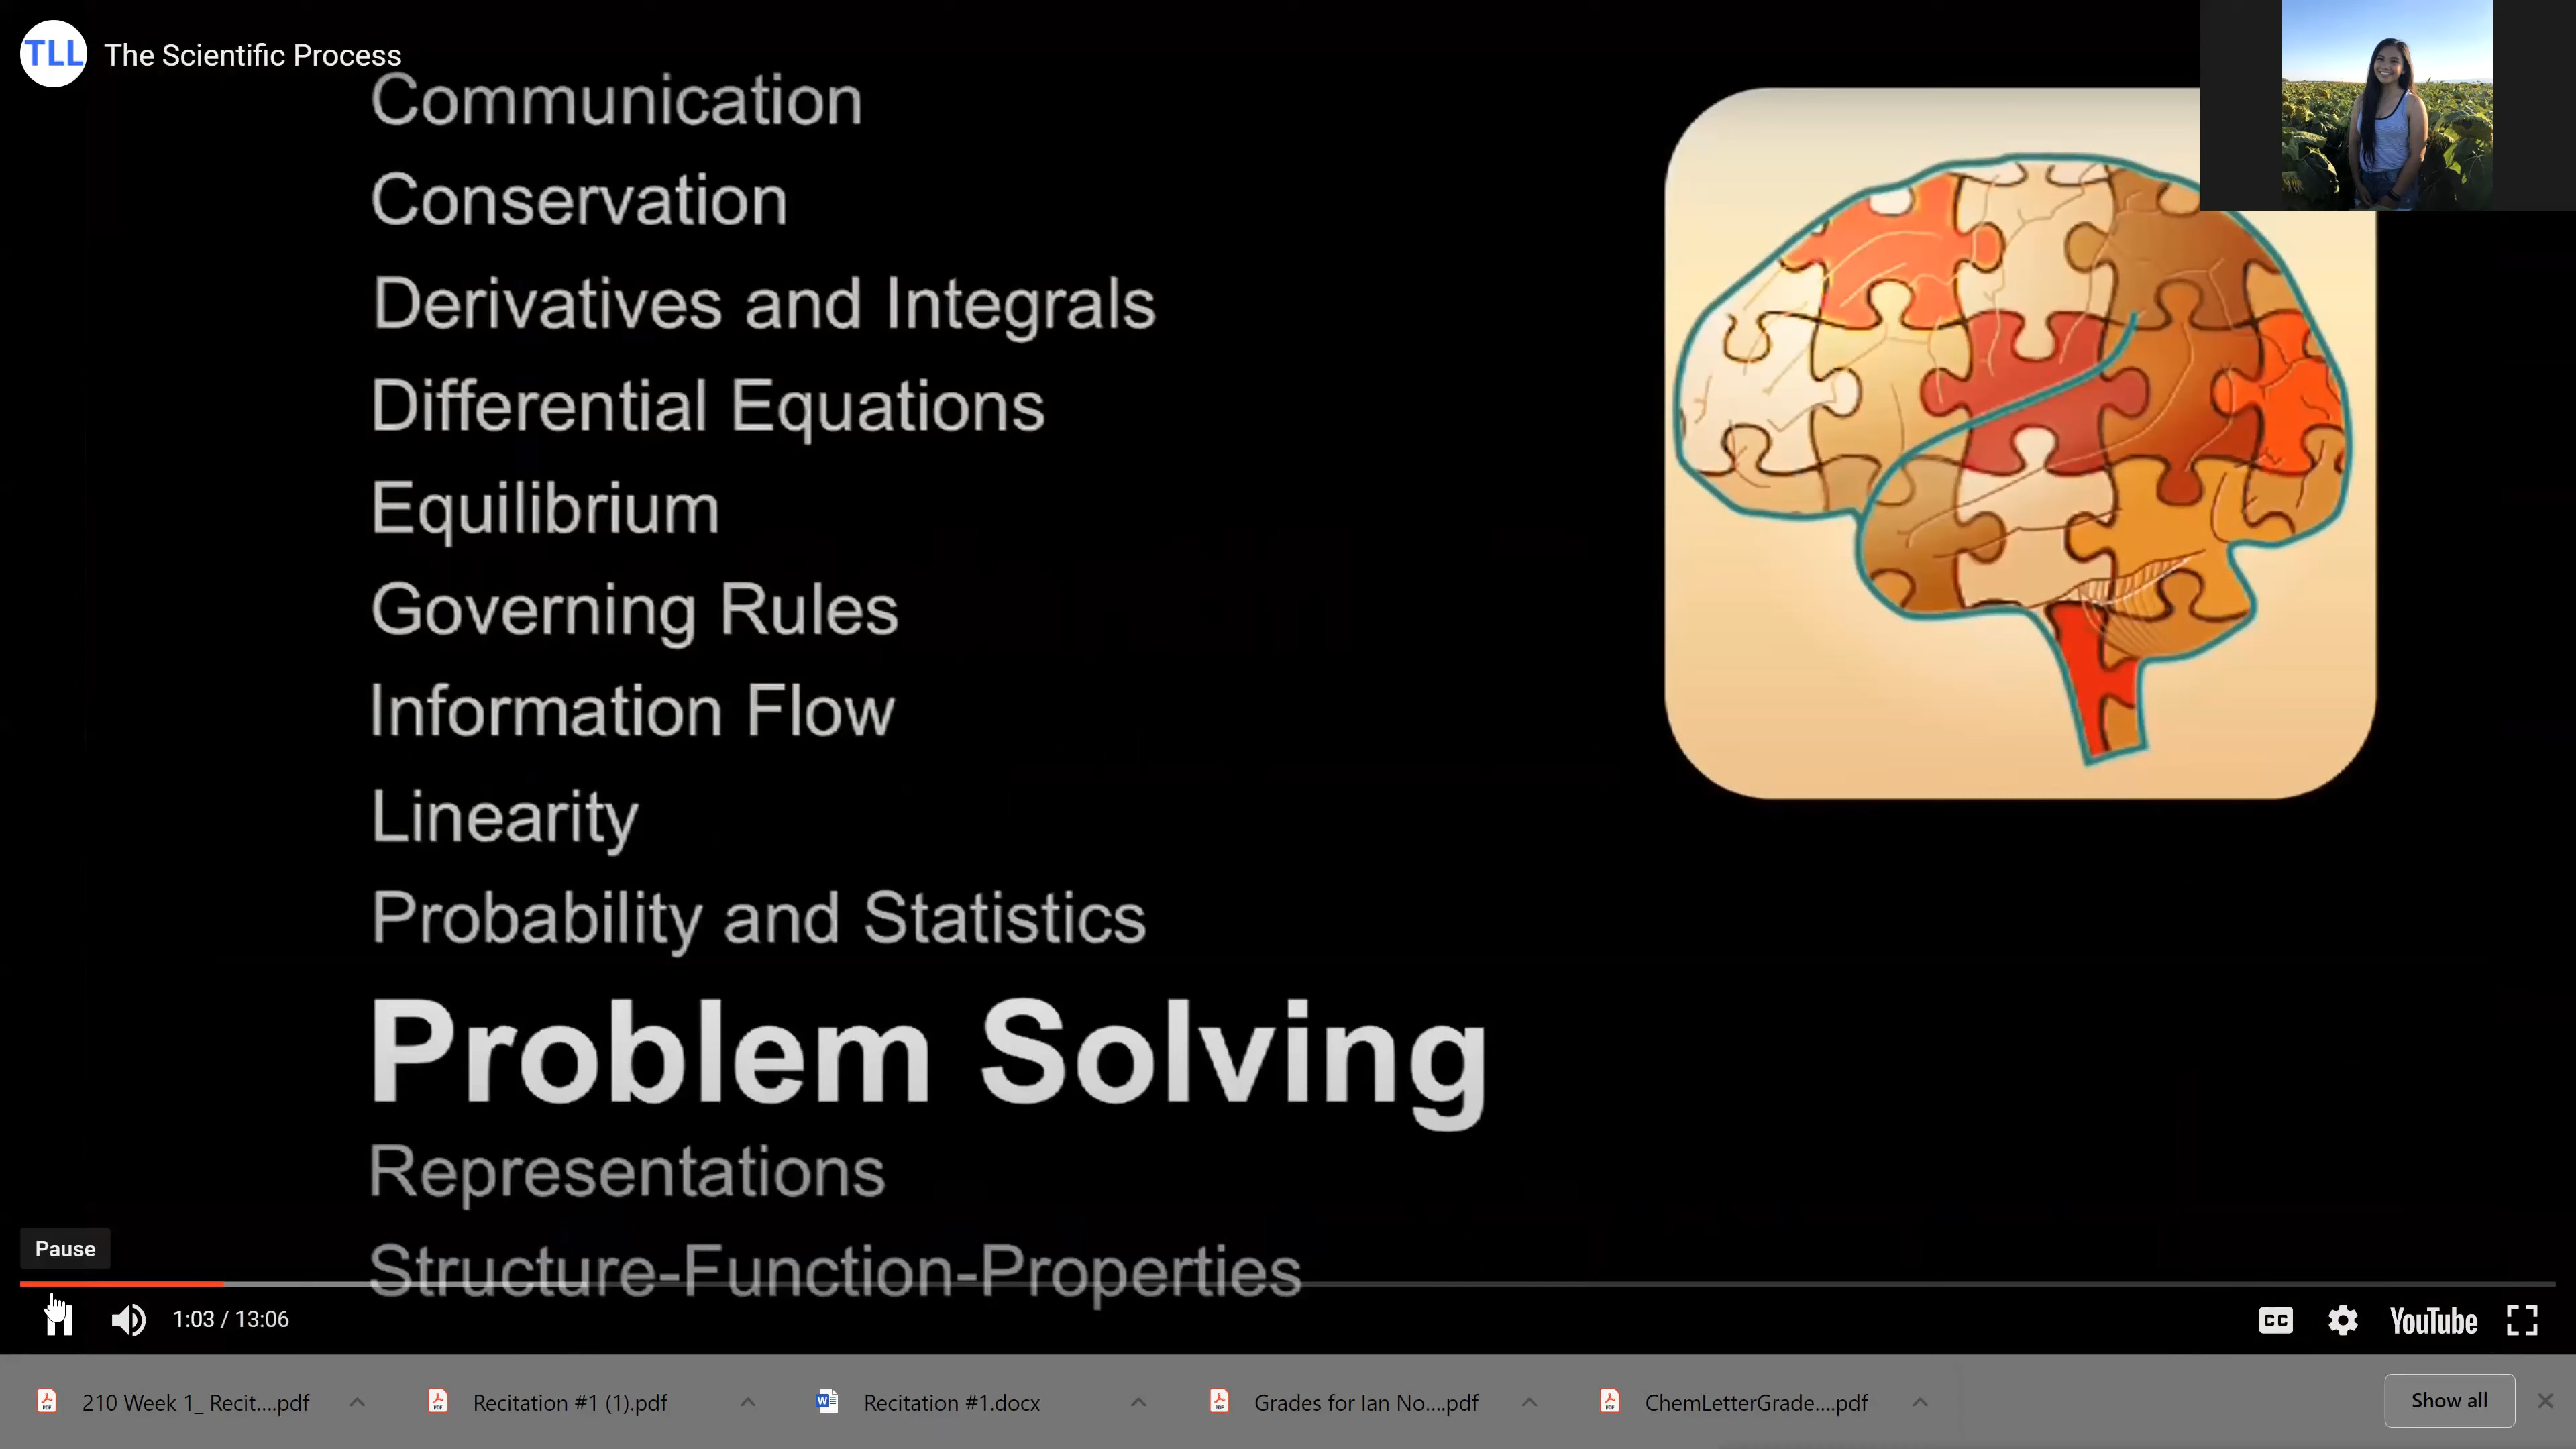 TLL The Scientific Process
Communication
Conservation
Derivatives and Integrals
Differential Equations
Equilibrium
Governing Rules
Information Flow
Linearity
Probability and Statistics
Problem Solving
Representations
Structure-Function-Properties
Pause
1:03 / 13:06
CC
YouTube
210 Week 1_ Recit....pdf
Recitation #1 (1).pdf
Recitation #1.docx
Grades for Ian No....pdf
ChemLetterGrade....pdf
Show all